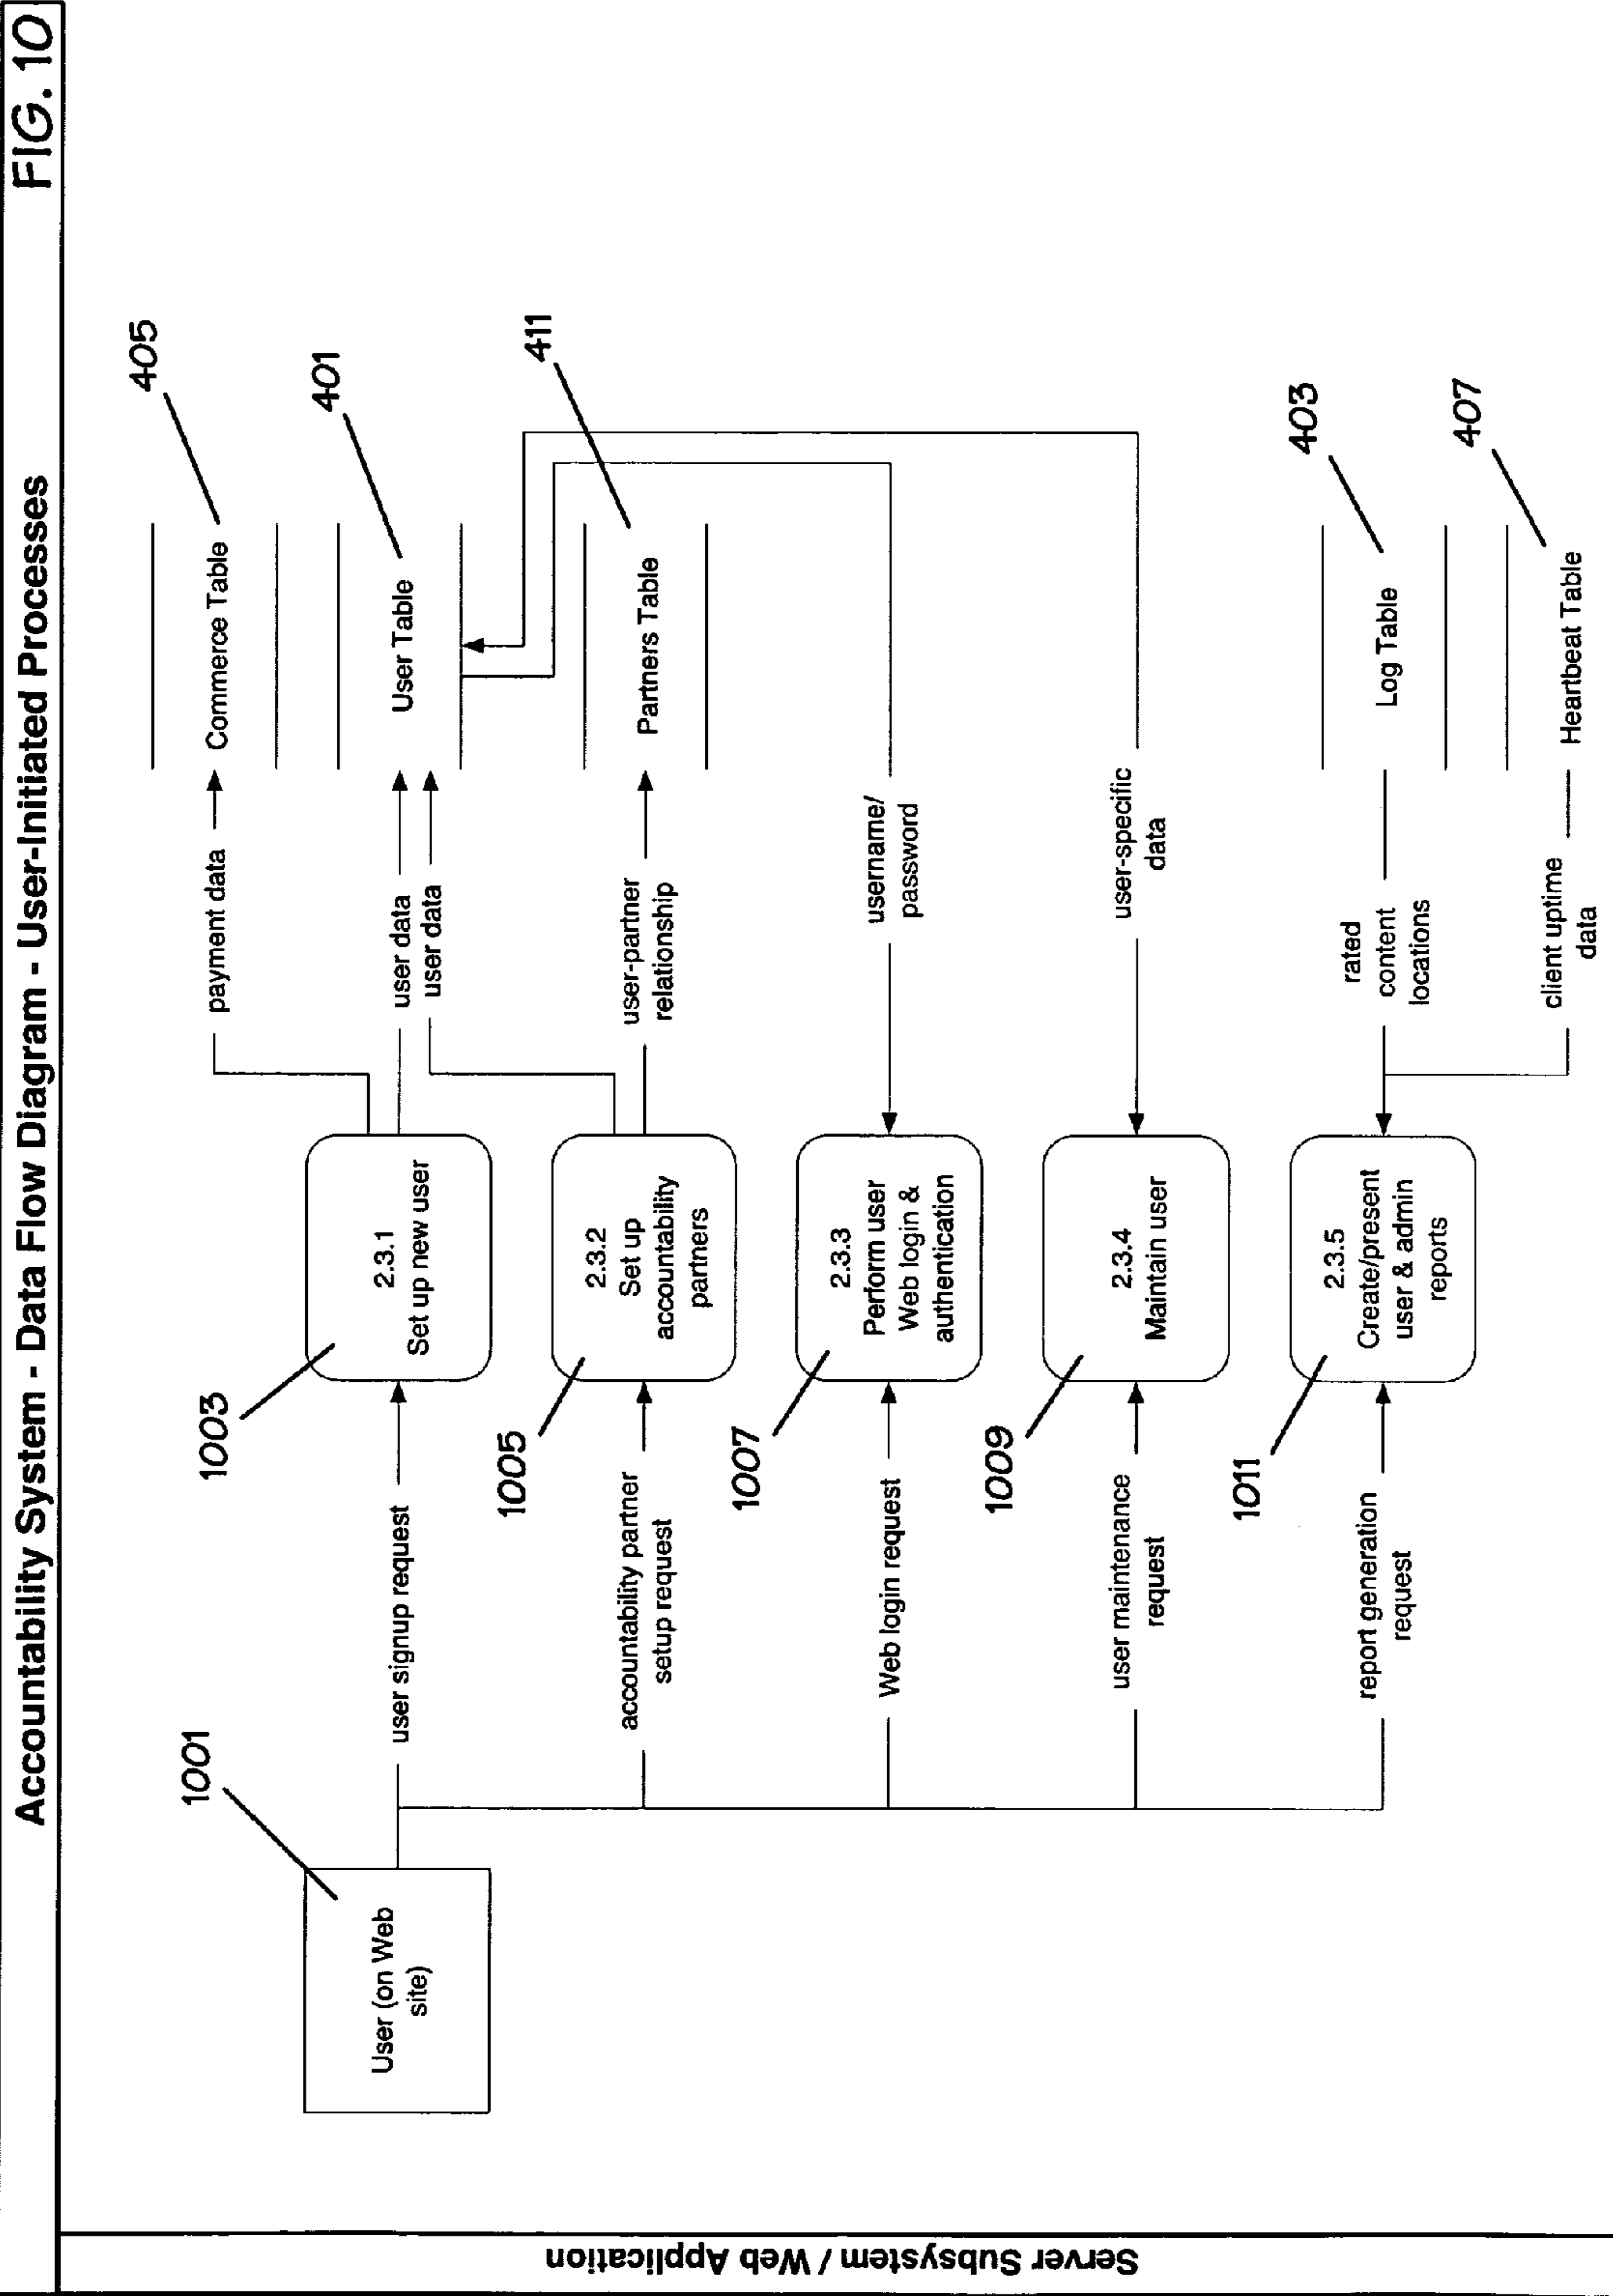 Accountability System - Data Flow Diagram - User-Initiated Processes
FIG. 10
Server Subsystem / Web Application
1001
User (on Web
site)
user signup request
1003
2.3.1
Set up new user
payment data
Commerce Table
405
user data
user data
User Table
401
accountability partner
setup request
1005
2.3.2
Set up
accountability
partners
user-partner
relationship
Partners Table
411
Web login request
1007
2.3.3
Perform user
Web login &
authentication
username/
password
user maintenance
request
1009
2.3.4
Maintain user
user-specific
data
report generation
request
1011
2.3.5
Create/present
user & admin
reports
rated
content
locations
Log Table
403
client uptime
data
Heartbeat Table
407